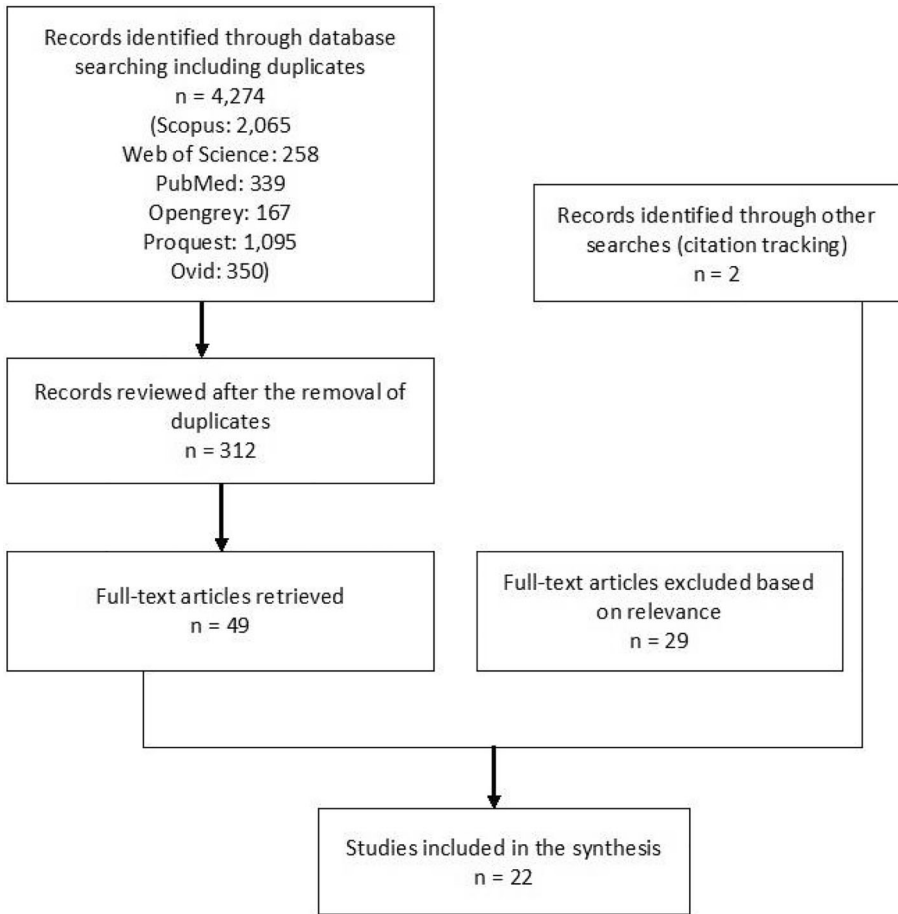 Records identified through database
searching including duplicates
n = 4,274
(Scopus: 2,065
Web of Science: 258
PubMed: 339
Opengrey: 167
Proquest: 1,095
Ovid: 350)
Records identified through other
searches (citation tracking)
n = 2
Records reviewed after the removal of
duplicates
n = 312
Full-text articles retrieved
n = 49
Full-text articles excluded based
on relevance
n = 29
Studies included in the synthesis
n = 22